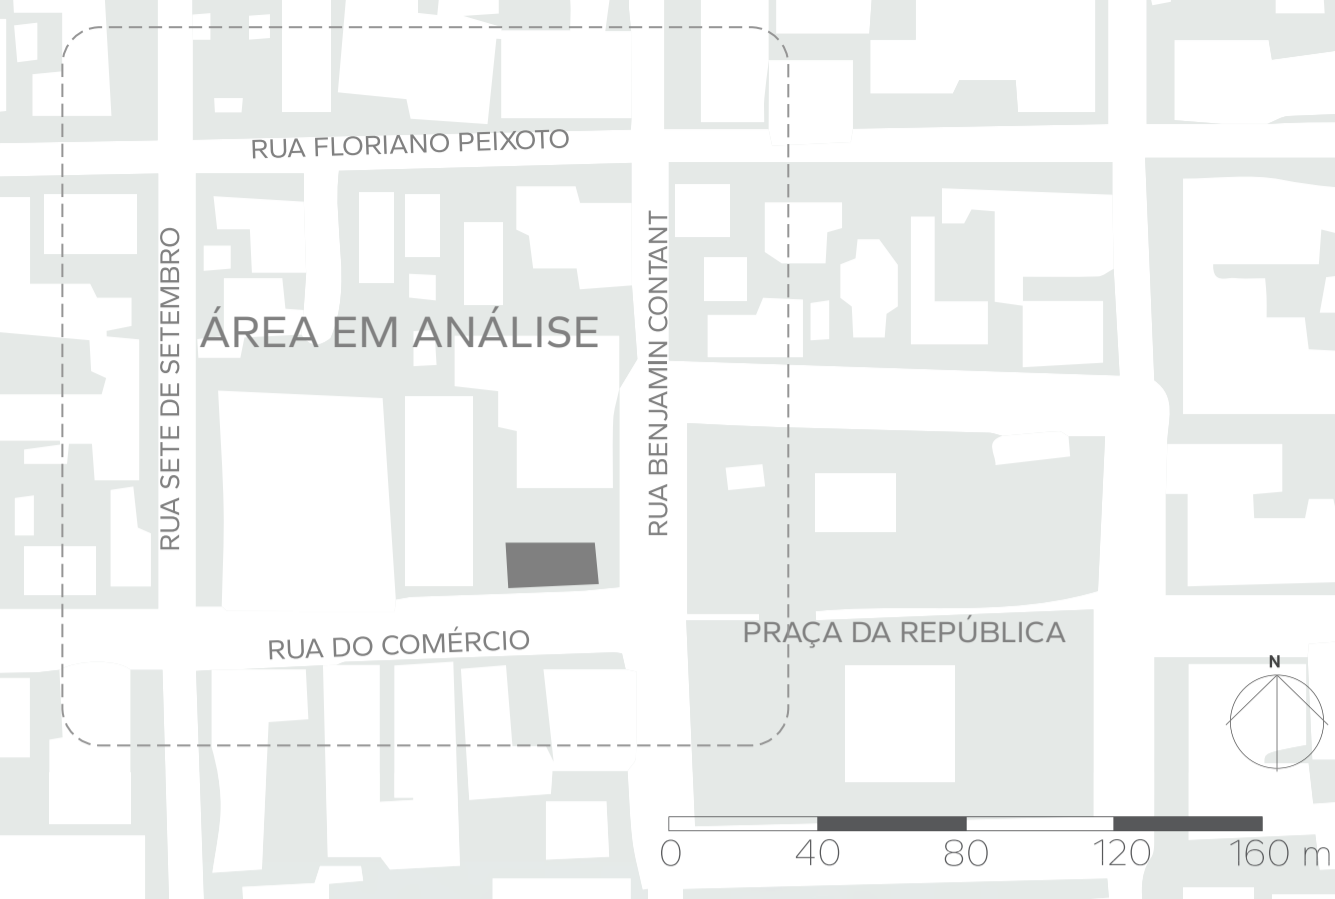 RUA FLORIANO PEIXOTO
RUA SETE DE SETEMBRO
RUA BENJAMIN CONTANT
ÁREA EM ANÁLISE
RUA DO COMÉRCIO
PRAÇA DA REPÚBLICA
N
0 40 80 120 160 m